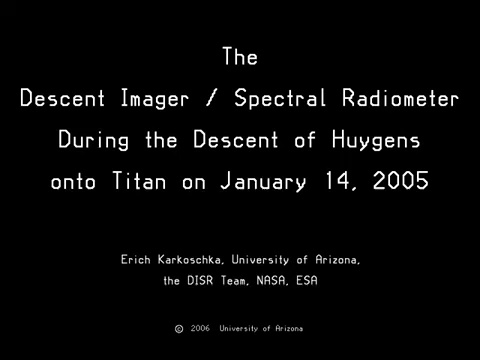 The
Descent Imager / Spectral Radiometer
During the Descent of Huygens
onto Titan on January 14, 2005
Erich Karkoschka, University of Arizona,
the DISR Team, NASA, ESA
© 2006 University of Arizona